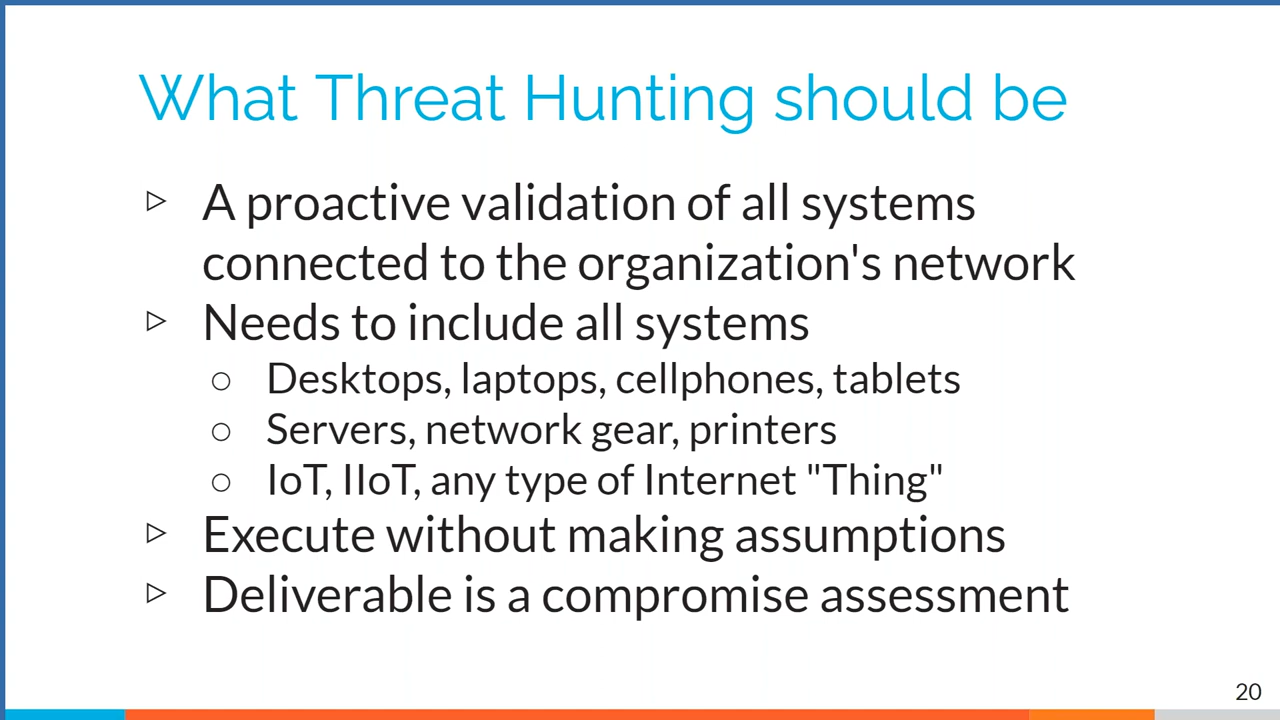 What Threat Hunting should be
▷ A proactive validation of all systems
connected to the organization's network
▷ Needs to include all systems
○ Desktops, laptops, cellphones, tablets
○ Servers, network gear, printers
○ IoT, IIoT, any type of Internet "Thing"
▷ Execute without making assumptions
▷ Deliverable is a compromise assessment
20